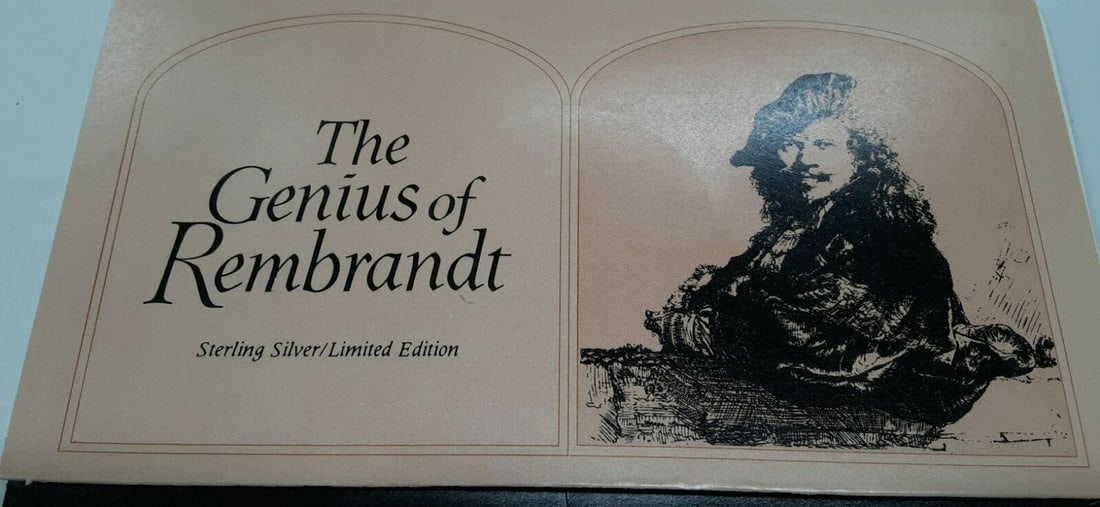 The
Genius of
Rembrandt
Sterling Silver/Limited Edition